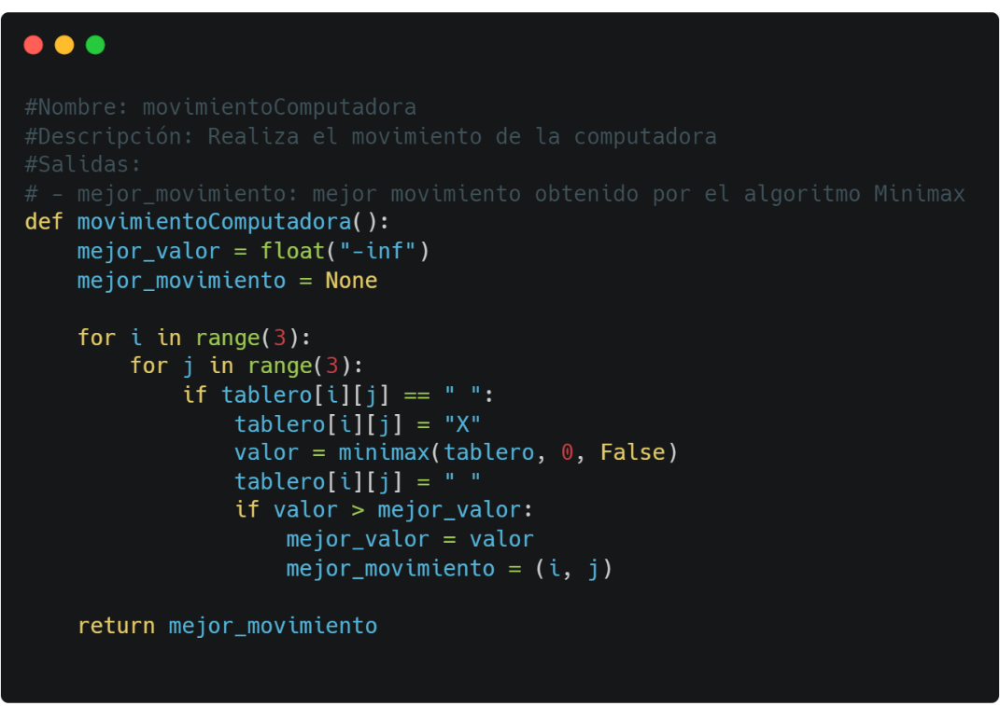 #Nombre: movimientoComputadora
#Descripción: Realiza el movimiento de la computadora
#Salidas:
# - mejor_movimiento: mejor movimiento obtenido por el algoritmo Minimax
def movimientoComputadora():
    mejor_valor = float("-inf")
    mejor_movimiento = None

    for i in range(3):
        for j in range(3):
            if tablero[i][j] == " ":
                tablero[i][j] = "X"
                valor = minimax(tablero, 0, False)
                tablero[i][j] = " "
                if valor > mejor_valor:
                    mejor_valor = valor
                    mejor_movimiento = (i, j)

    return mejor_movimiento